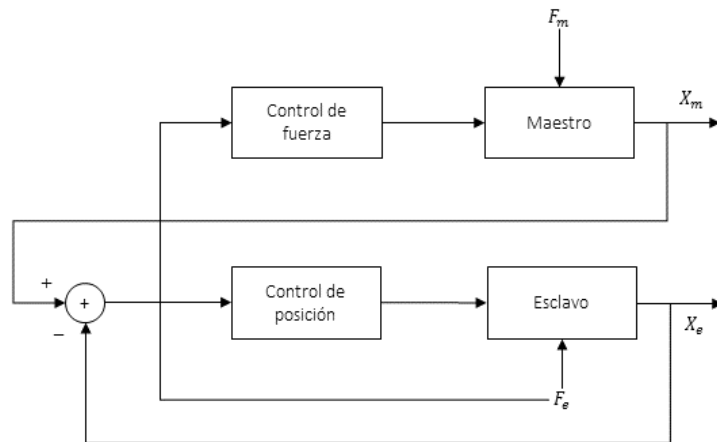 F_m
Control de
fuerza
Maestro
X_m
+
+
−
Control de
posición
Esclavo
X_e
F_e